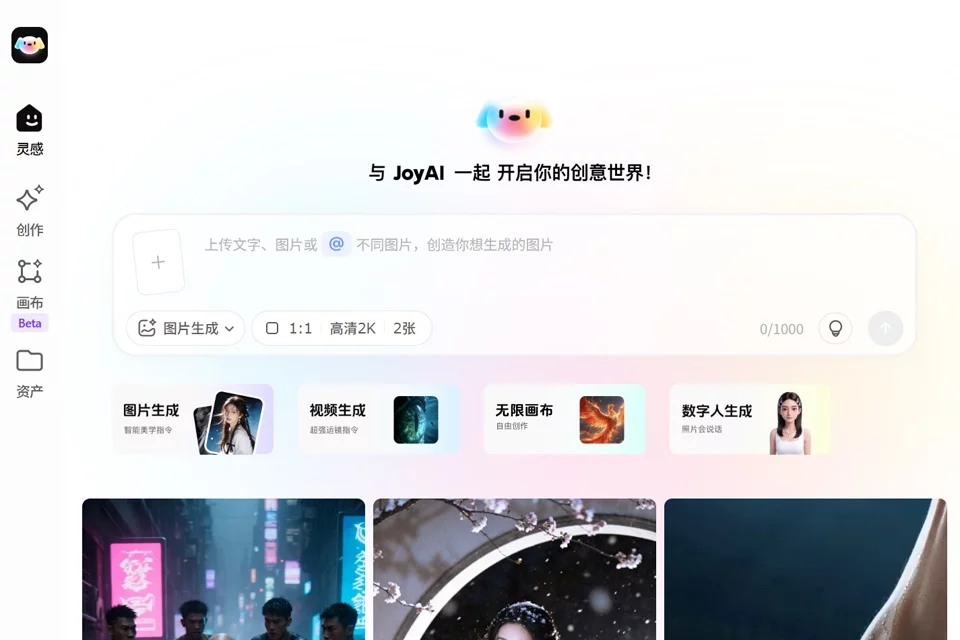 灵感
创作
画布
Beta
资产
与 JoyAI 一起 开启你的创意世界!
上传文字、图片或 @ 不同图片，创造你想生成的图片
图片生成
1:1 高清2K 2张
0/1000
图片生成
智能美学指令
视频生成
超强运镜指令
无限画布
自由创作
数字人生成
照片会说话